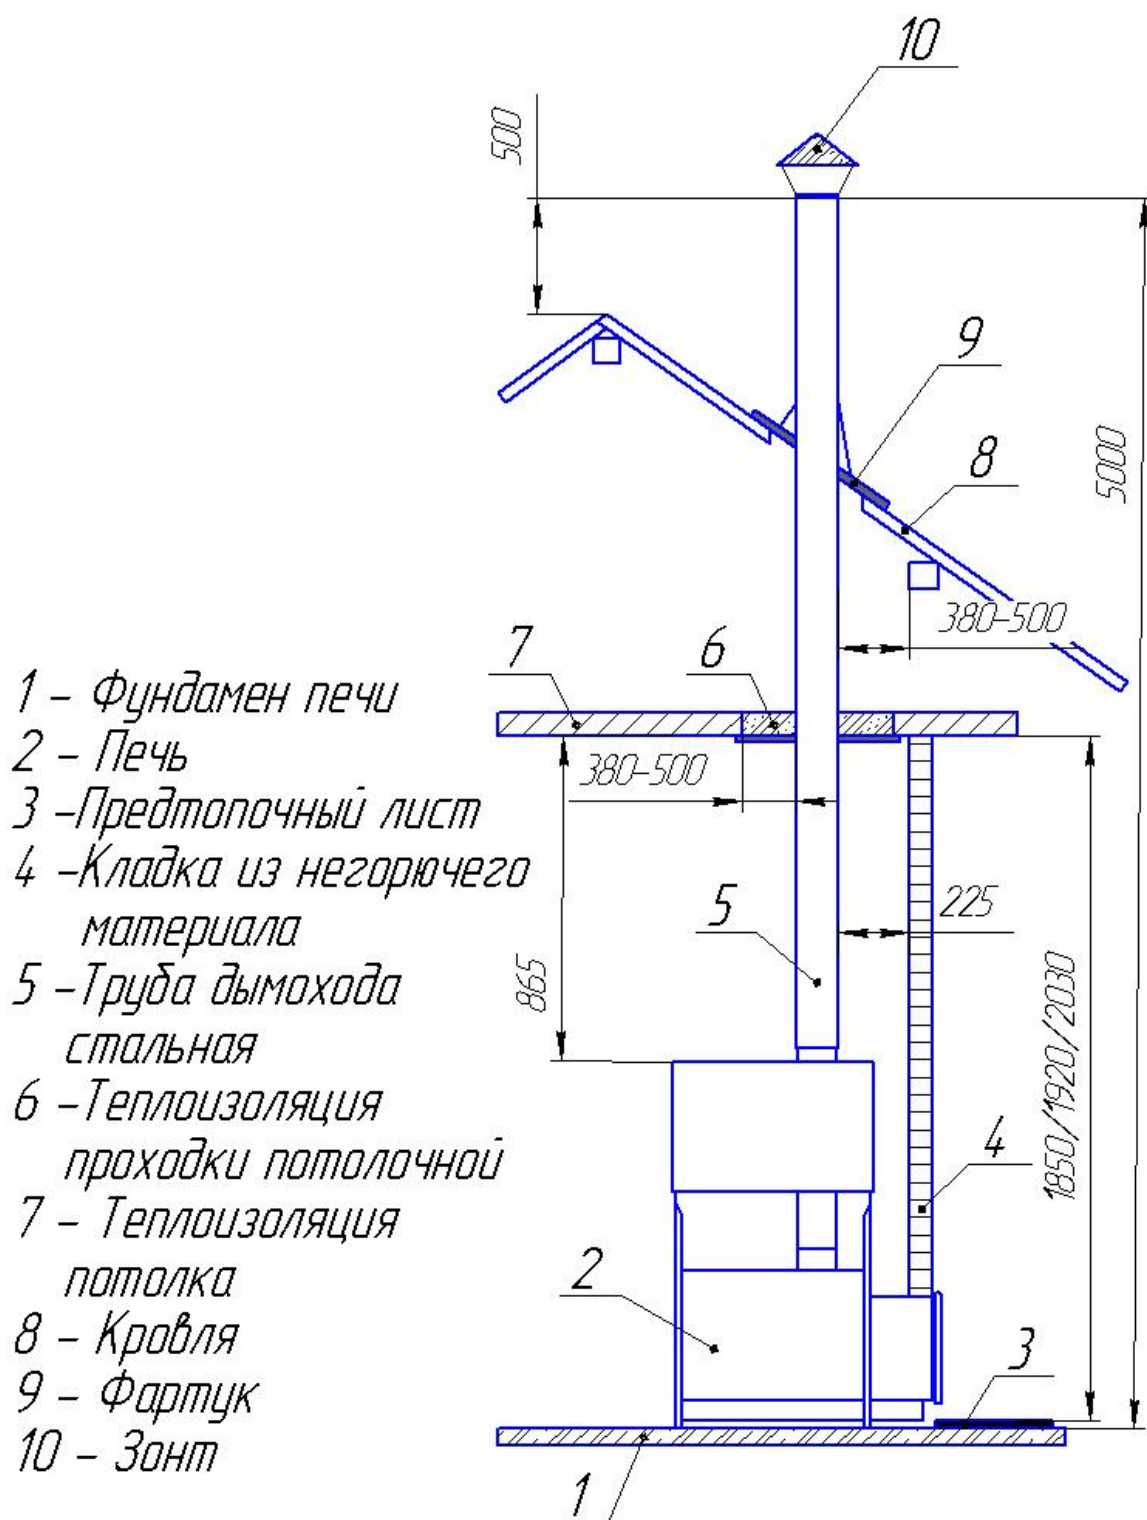 10
500
9
8
5000
380-500
7
6
380-500
5
225
865
1850/1920/2030
4
2
3
1
1 - Фундамен печи
2 - Печь
3 -Предтопочный лист
4 -Кладка из негорючего
материала
5 -Труба дымохода
стальная
6 -Теплоизоляция
проходки потолочной
7 - Теплоизоляция
потолка
8 - Кровля
9 - Фартук
10 - Зонт